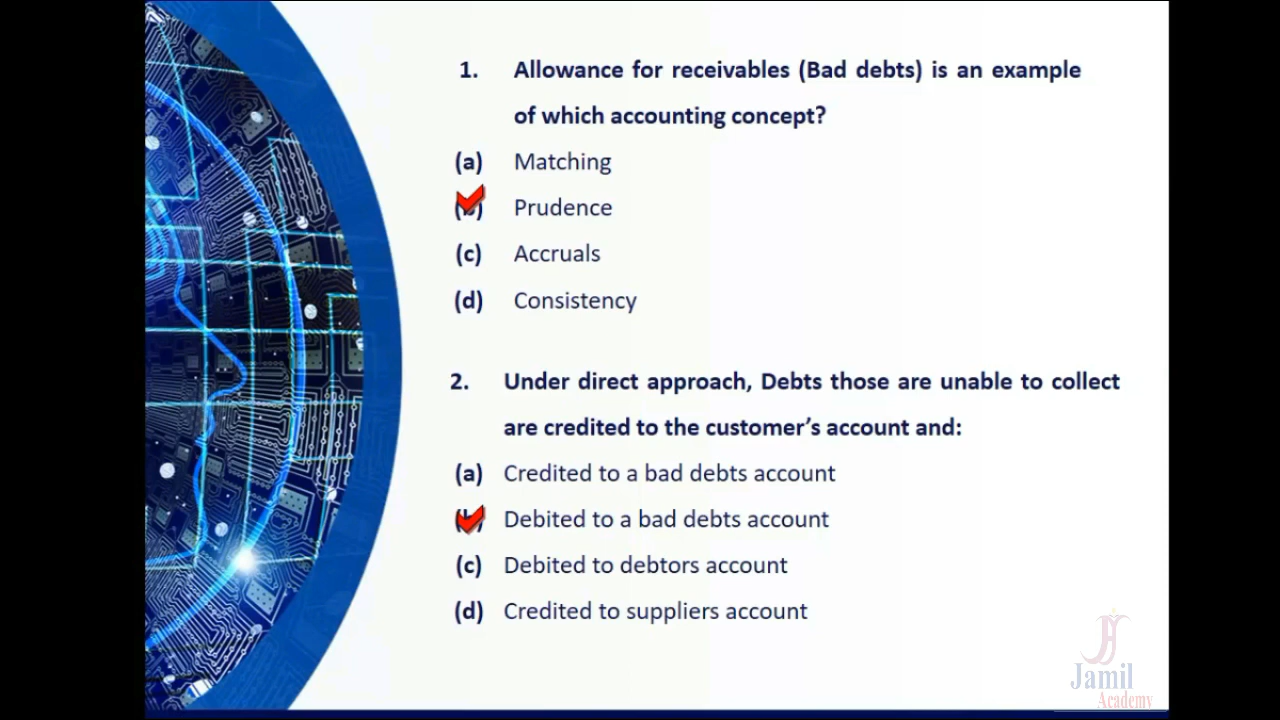 1. Allowance for receivables (Bad debts) is an example
of which accounting concept?
(a) Matching
(b) Prudence
(c) Accruals
(d) Consistency
2. Under direct approach, Debts those are unable to collect
are credited to the customer's account and:
(a) Credited to a bad debts account
(b) Debited to a bad debts account
(c) Debited to debtors account
(d) Credited to suppliers account
Jamil
Academy